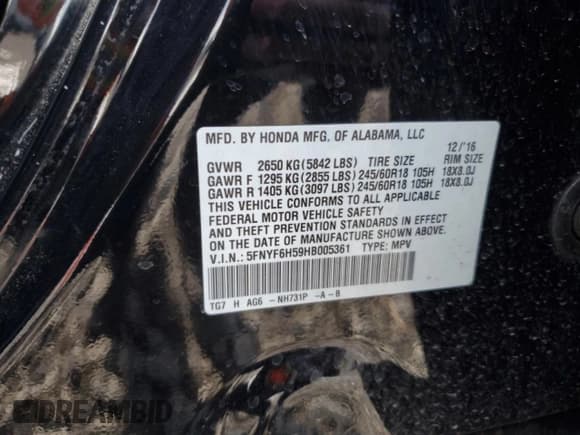 MFD. BY HONDA MFG. OF ALABAMA, LLC
12/'16
GVWR 2650 KG(5842 LBS) TIRE SIZE RIM SIZE
GAWR F 1295 KG(2855 LBS) 245/60R18 105H 18X8.0J
GAWR R 1405 KG(3097 LBS) 245/60R18 105H 18X8.0J
THIS VEHICLE CONFORMS TO ALL APPLICABLE
FEDERAL MOTOR VEHICLE SAFETY
AND THEFT PREVENTION STANDARDS IN EFFECT
ON THE DATE OF MANUFACTURE SHOWN ABOVE.
V.I.N.: 5FNYF6H59HB005361 TYPE: MPV
TG7 H AG6 -NH731P -A-B
DREAMBID